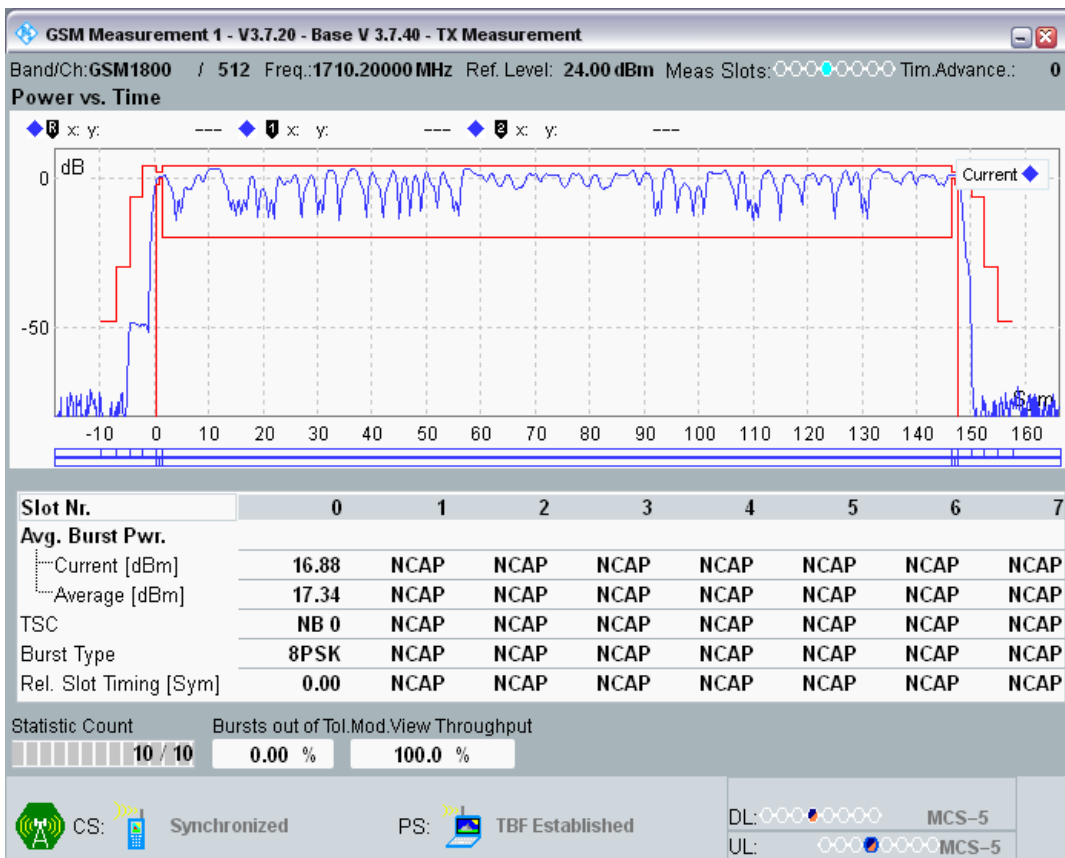 GSM Measurement 1 - V3.7.20 - Base V 3.7.40 - TX Measurement
Band/Ch:GSM1800 / 512 Freq.:1710.20000 MHz Ref. Level: 24.00 dBm Meas Slots: Tim.Advance.: 0
Power vs. Time
R x: y: --- 1 x: y: --- 2 x: y: ---
dB
0
Current
-50
Sym
-10 0 10 20 30 40 50 60 70 80 90 100 110 120 130 140 150 160
Slot Nr. 0 1 2 3 4 5 6 7
Avg. Burst Pwr.
Current [dBm] 16.88 NCAP NCAP NCAP NCAP NCAP NCAP NCAP
Average [dBm] 17.34 NCAP NCAP NCAP NCAP NCAP NCAP NCAP
TSC NB 0 NCAP NCAP NCAP NCAP NCAP NCAP NCAP
Burst Type 8PSK NCAP NCAP NCAP NCAP NCAP NCAP NCAP
Rel. Slot Timing [Sym] 0.00 NCAP NCAP NCAP NCAP NCAP NCAP NCAP
Statistic Count Bursts out of Tol.Mod.View Throughput
10 / 10 0.00 % 100.0 %
CS: Synchronized PS: TBF Established
DL: MCS-5
UL: MCS-5